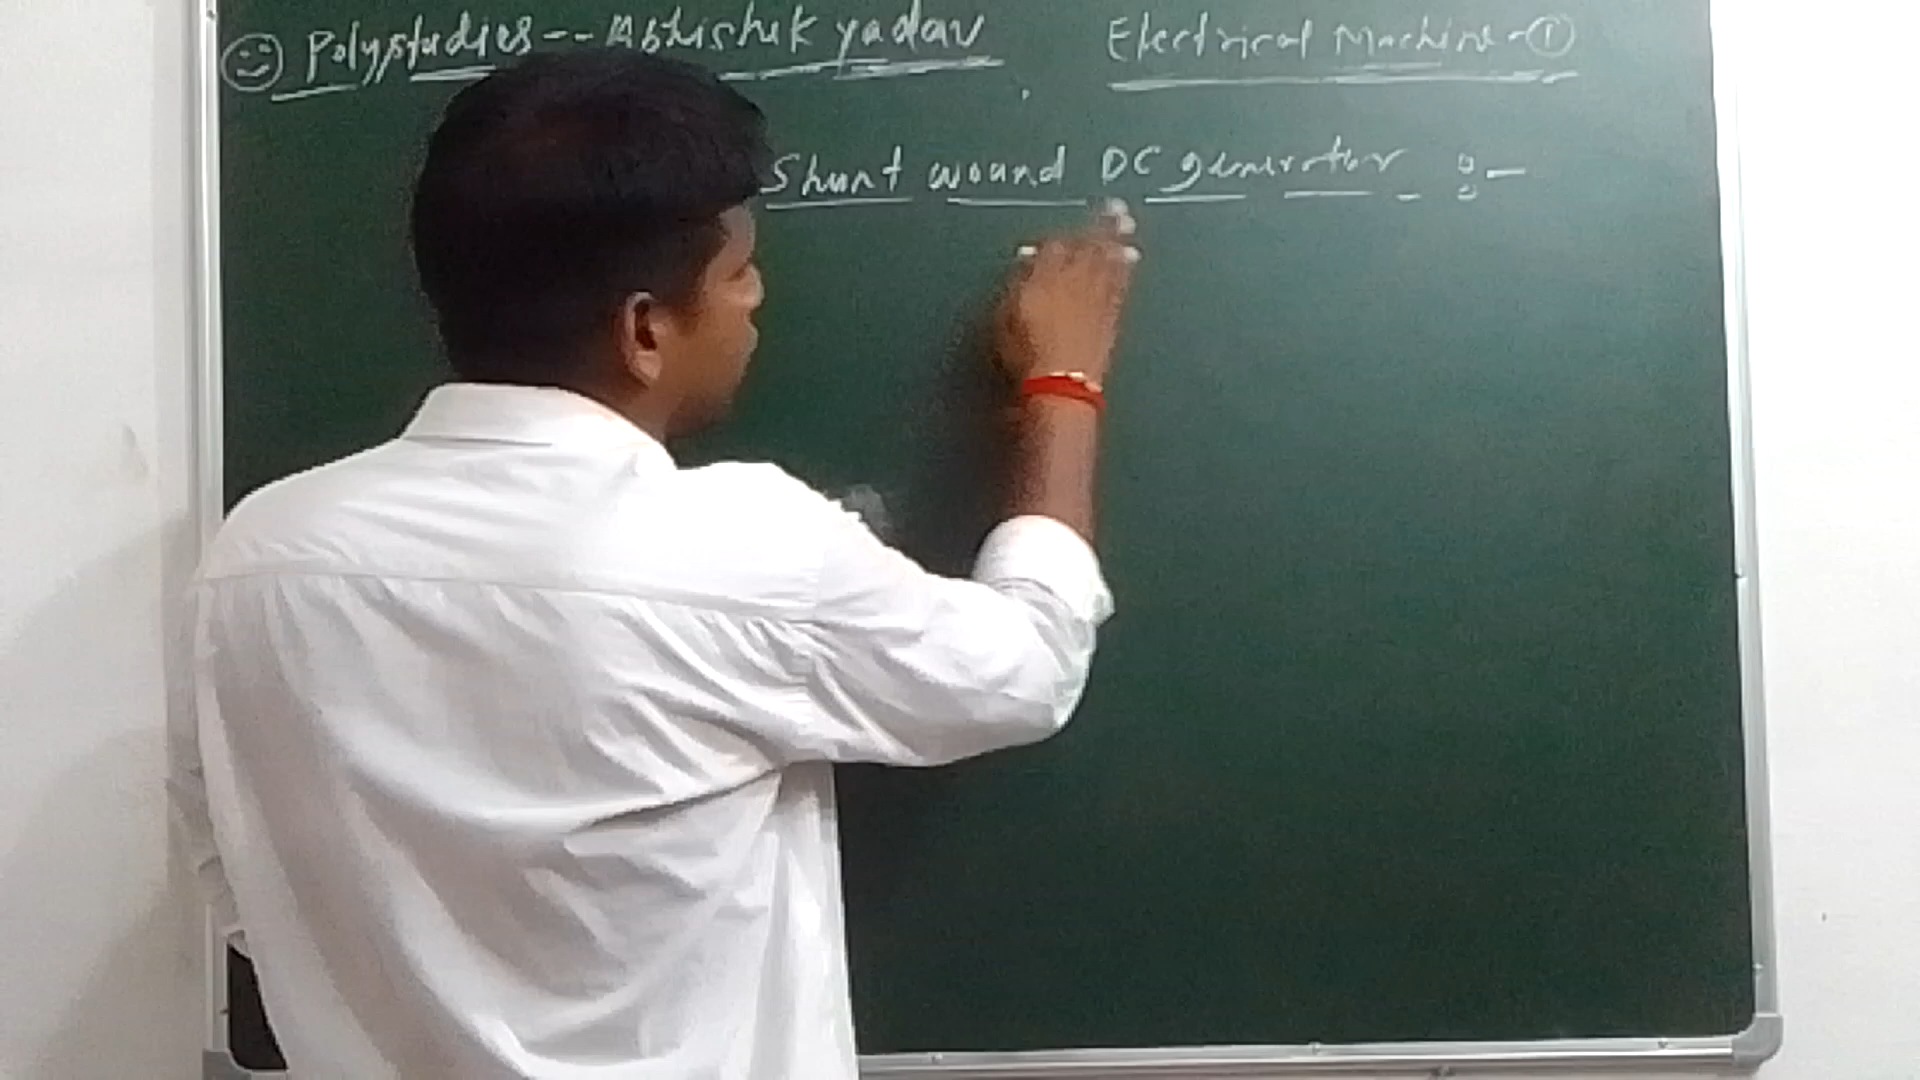 Polystudies -- Abhishek yadav
Electrical Machine - ①
Shunt wound DC generator :-